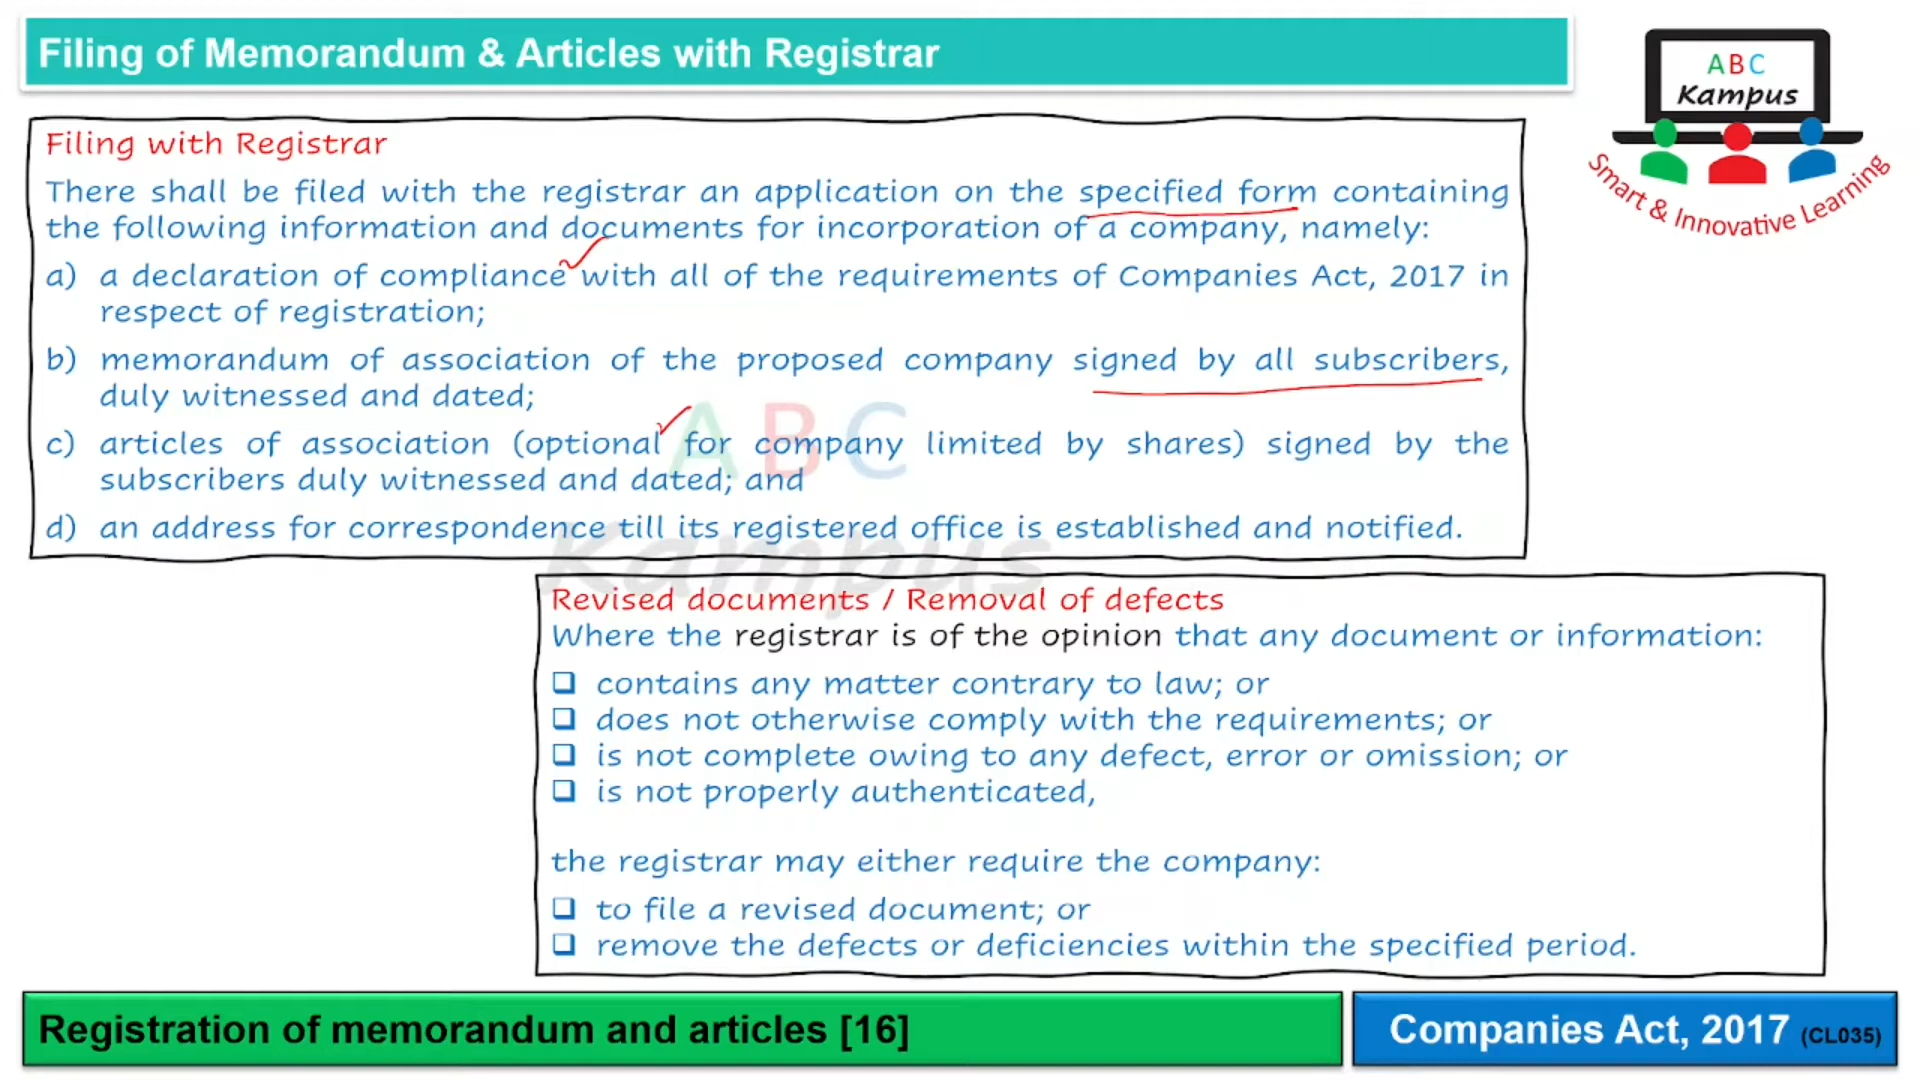 Filing of Memorandum & Articles with Registrar
ABC
Kampus
Smart & Innovative Learning
Filing with Registrar
There shall be filed with the registrar an application on the specified form containing
the following information and documents for incorporation of a company, namely:
a) a declaration of compliance with all of the requirements of Companies Act, 2017 in
respect of registration;
b) memorandum of association of the proposed company signed by all subscribers,
duly witnessed and dated;
c) articles of association (optional for company limited by shares) signed by the
subscribers duly witnessed and dated; and
d) an address for correspondence till its registered office is established and notified.
ABC
Kampus
Revised documents / Removal of defects
Where the registrar is of the opinion that any document or information:
❑ contains any matter contrary to law; or
❑ does not otherwise comply with the requirements; or
❑ is not complete owing to any defect, error or omission; or
❑ is not properly authenticated,
the registrar may either require the company:
❑ to file a revised document; or
❑ remove the defects or deficiencies within the specified period.
Registration of memorandum and articles [16]
Companies Act, 2017 (CL035)